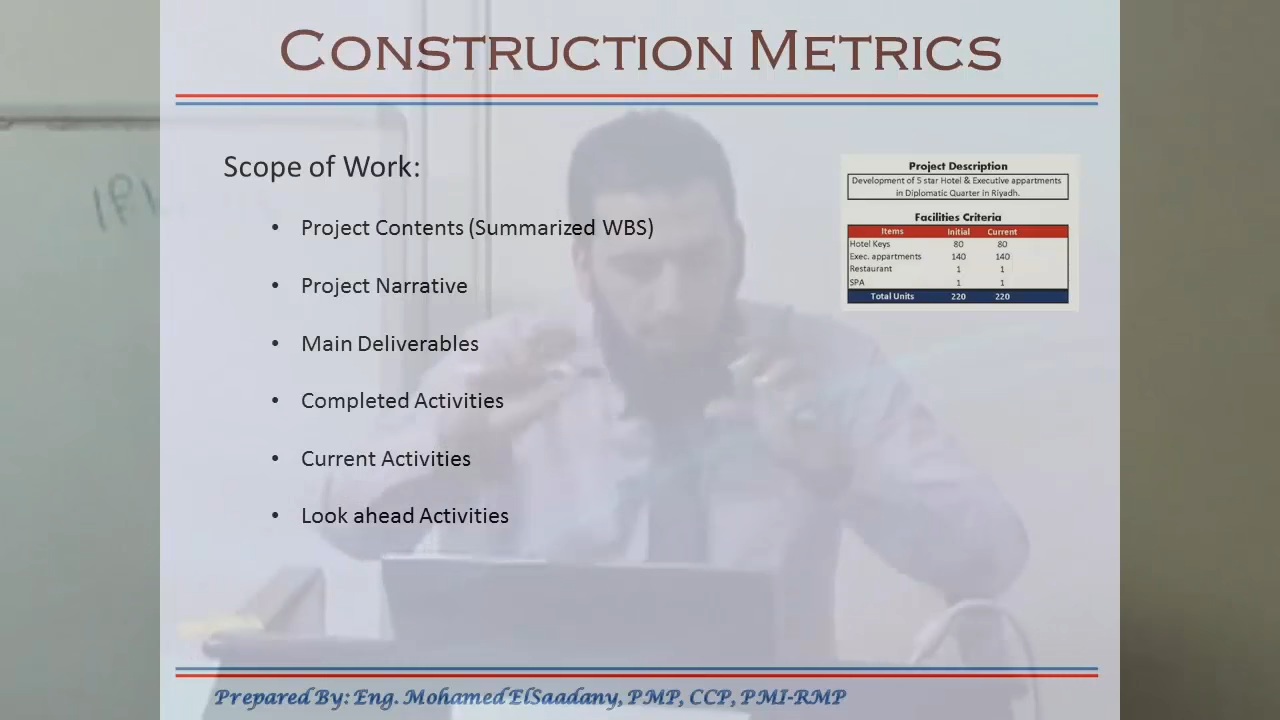 CONSTRUCTION METRICS
Scope of Work:
• Project Contents (Summarized WBS)
• Project Narrative
• Main Deliverables
• Completed Activities
• Current Activities
• Look ahead Activities
Project Description
Development of 5 star Hotel & Executive appartments
in Diplomatic Quarter in Riyadh.
Facilities Criteria
Items Initial Current
Hotel Keys 80 80
Exec. appartments 140 140
Restaurant 1 1
SPA 1 1
Total Units 220 220
Prepared By: Eng. Mohamed ElSaadany, PMP, CCP, PMI-RMP